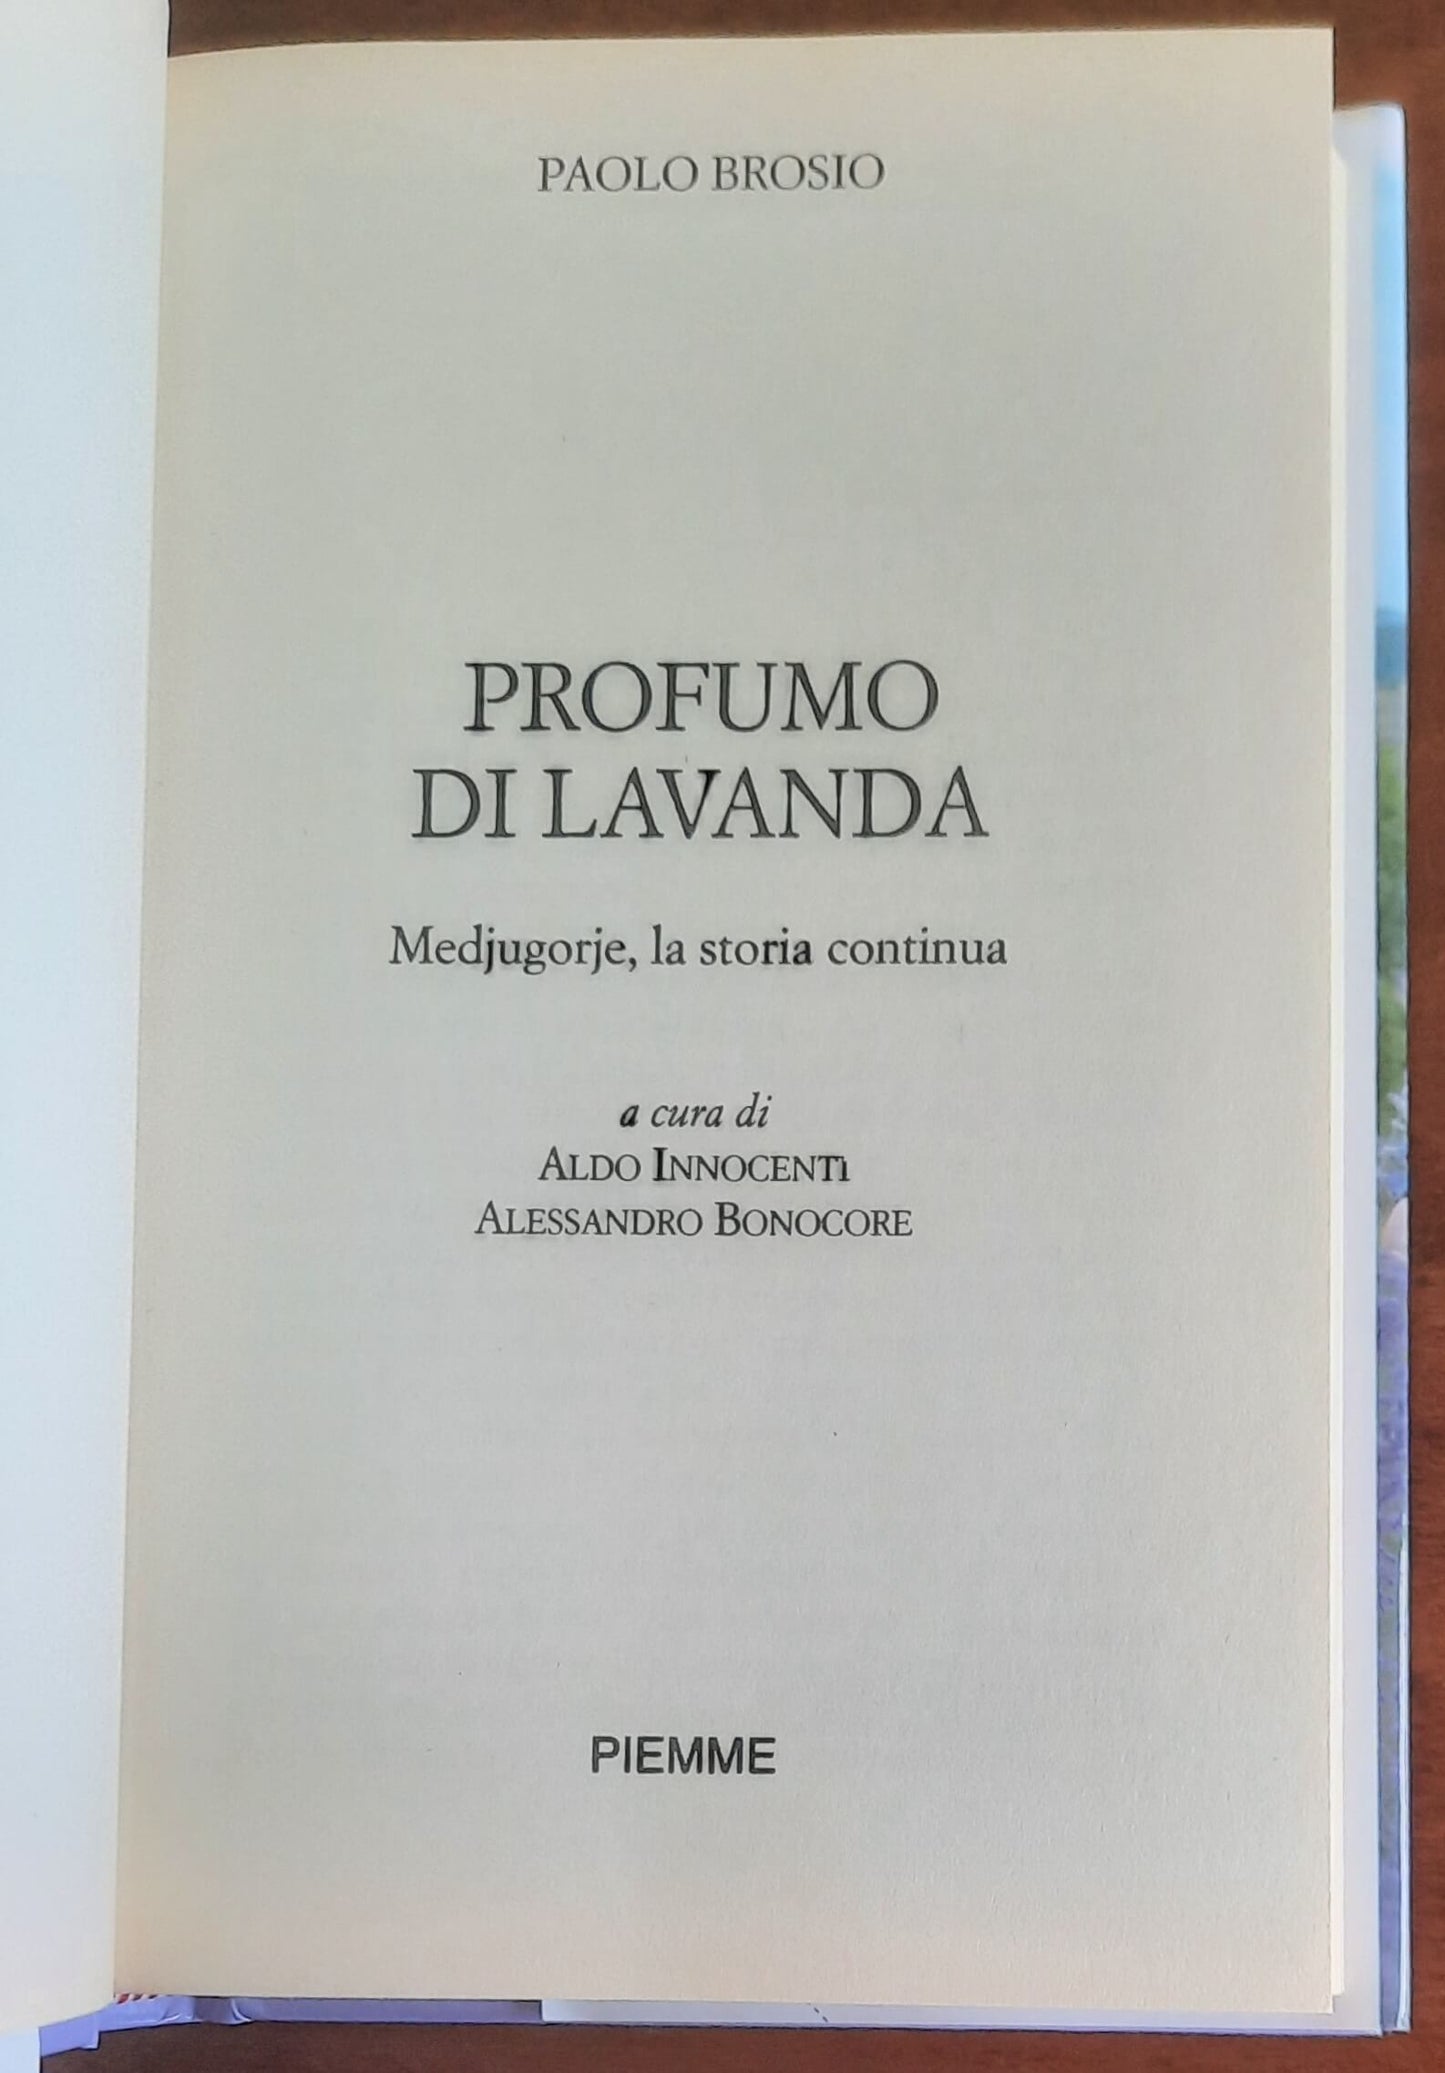 PAOLO BROSIO
PROFUMO
DI LAVANDA
Medjugorje, la storia continua
a cura di
ALDO INNOCENTI
ALESSANDRO BONOCORE
PIEMME